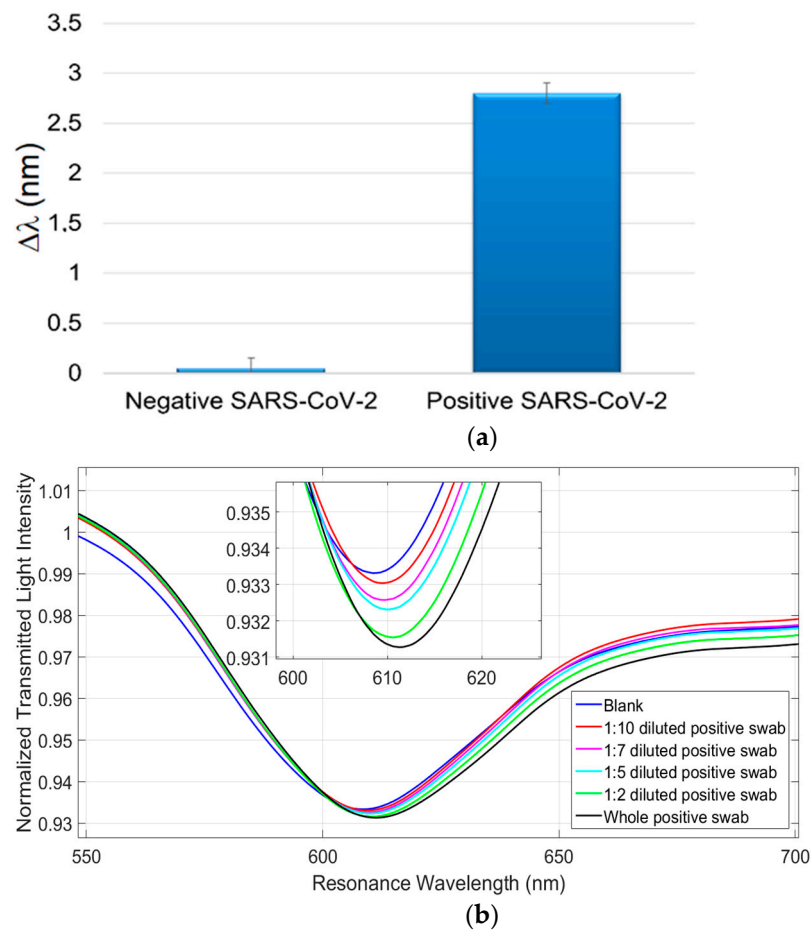 3.5
3
2.5
2
1.5
1
0.5
0
Δλ (nm)
Negative SARS-CoV-2 Positive SARS-CoV-2
(a)
1.01
1
0.99
0.98
0.97
0.96
0.95
0.94
0.93
Normalized Transmitted Light Intensity
0.935
0.934
0.933
0.932
0.931
600 610 620
Blank
1:10 diluted positive swab
1:7 diluted positive swab
1:5 diluted positive swab
1:2 diluted positive swab
Whole positive swab
550 600 650 700
Resonance Wavelength (nm)
(b)